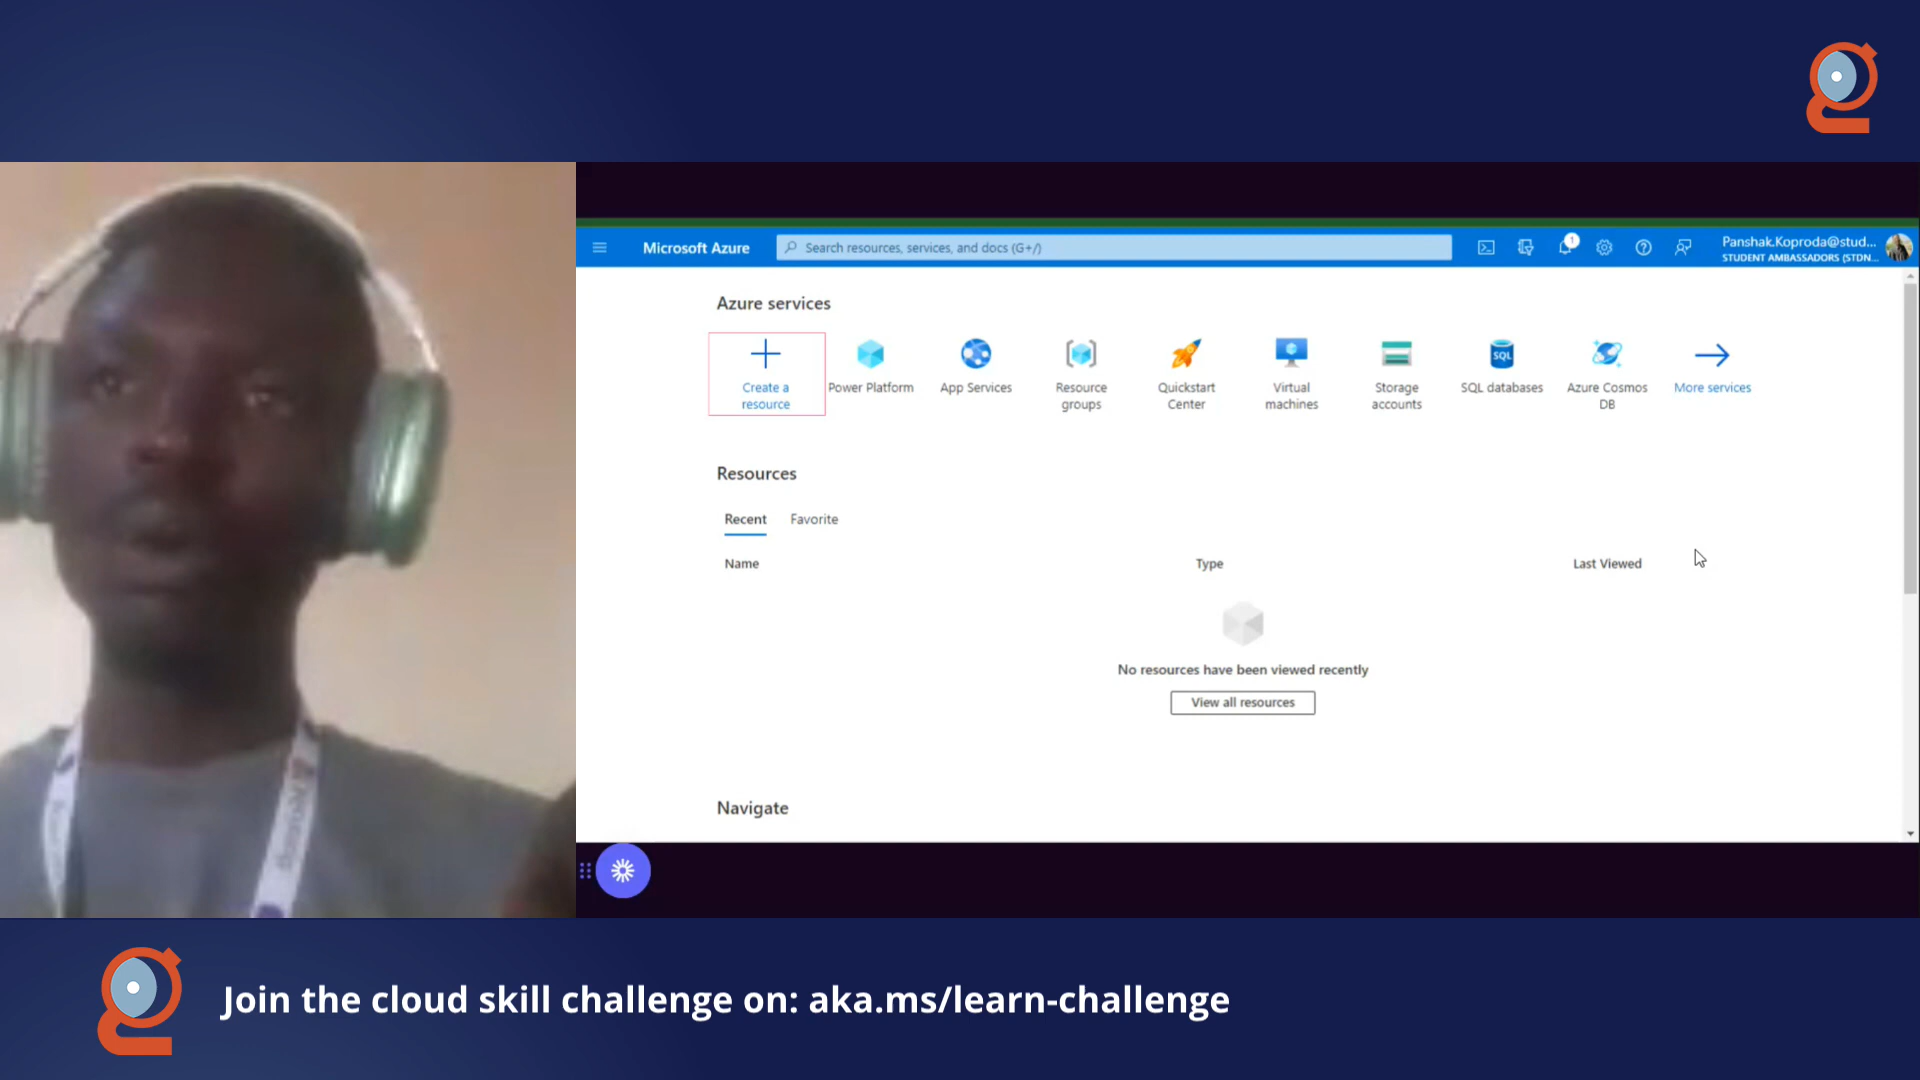 Microsoft Azure
Search resources, services, and docs (G+/)
1
Panshak.Koproda@stud...
STUDENT AMBASSADORS (STDN...
Azure services
Create a
resource
Power Platform
App Services
Resource
groups
Quickstart
Center
Virtual
machines
Storage
accounts
SQL
SQL databases
Azure Cosmos
DB
More services
Resources
Recent
Favorite
Name
Type
Last Viewed
No resources have been viewed recently
View all resources
Navigate
Join the cloud skill challenge on: aka.ms/learn-challenge